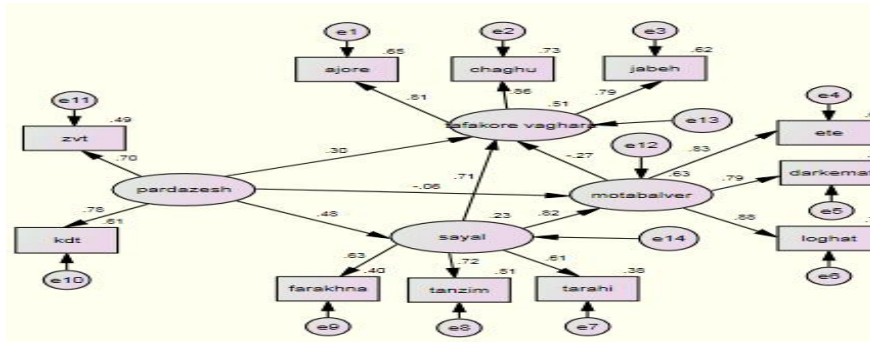 e1
e2
e3
.65
.73
.62
ajore
chaghu
jabeh
e11
e4
.81
.86
.79
.51
.49
tafakore vaghara
e13
zvt
e12
ete
.70
.30
-.27
.83
.63
.79
darkemat
.71
pardazesh
-.06
motabalver
e5
.78
.48
.88
.61
.23
.82
kdt
sayal
e14
loghat
.63
.72
.61
e10
.40
.51
.38
e6
farakhna
tanzim
tarahi
e9
e8
e7